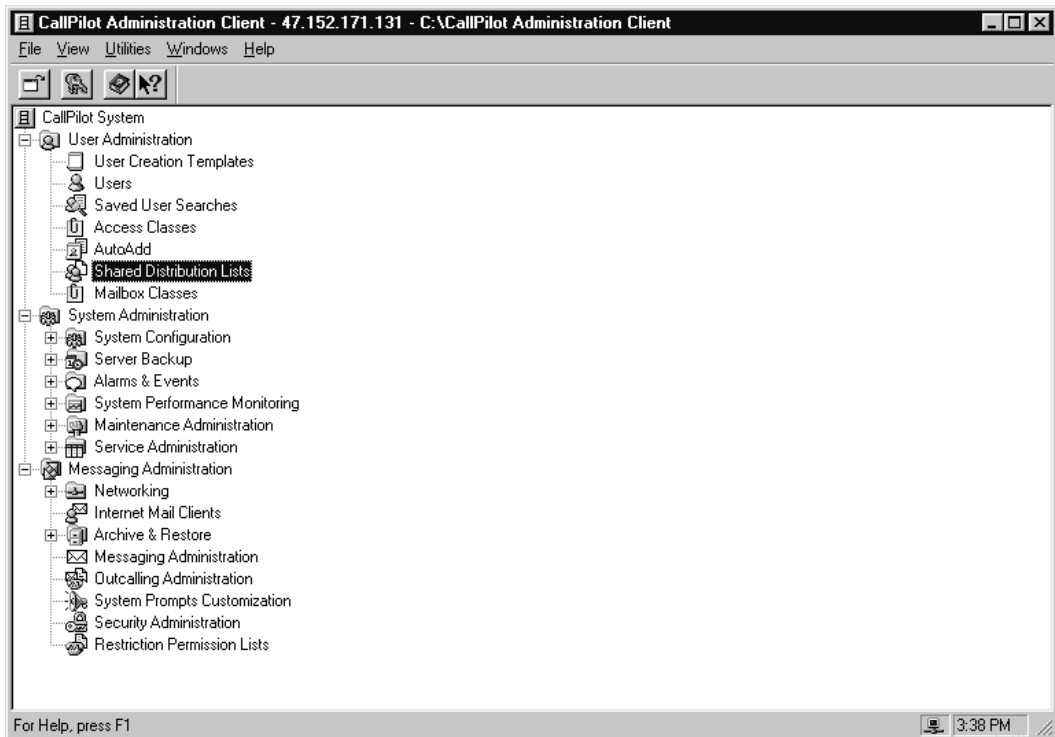 CallPilot Administration Client - 47.152.171.131 - C:\CallPilot Administration Client
File View Utilities Windows Help
CallPilot System
User Administration
User Creation Templates
Users
Saved User Searches
Access Classes
AutoAdd
Shared Distribution Lists
Mailbox Classes
System Administration
System Configuration
Server Backup
Alarms & Events
System Performance Monitoring
Maintenance Administration
Service Administration
Messaging Administration
Networking
Internet Mail Clients
Archive & Restore
Messaging Administration
Outcalling Administration
System Prompts Customization
Security Administration
Restriction Permission Lists
For Help, press F1 3:38 PM